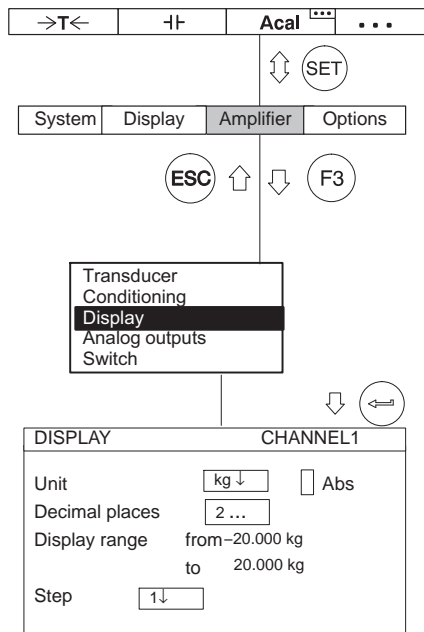 →T← ⊣⊢ Acal ...
SET
System Display Amplifier Options
ESC F3
Transducer
Conditioning
Display
Analog outputs
Switch
DISPLAY CHANNEL1
Unit kg↓ Abs
Decimal places 2 ...
Display range from −20.000 kg
to 20.000 kg
Step 1↓